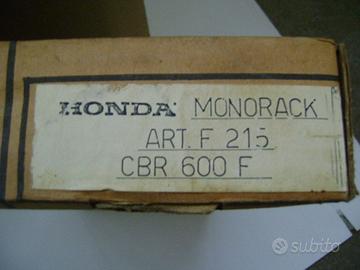 HONDA MONORACK
ART. F 215
CBR 600 F
subito